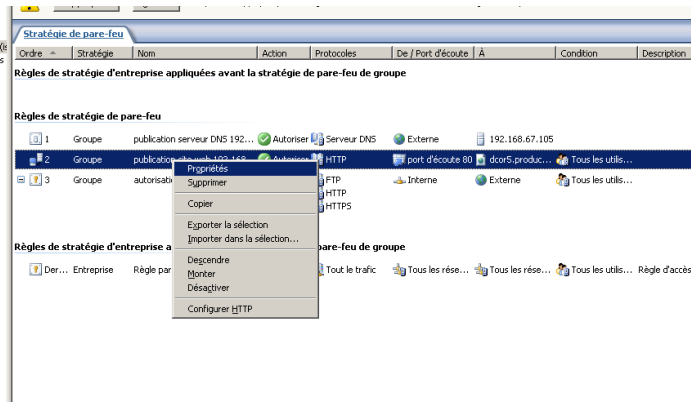 Stratégie de pare-feu
Ordre Stratégie Nom Action Protocoles De / Port d'écoute À Condition Description
Règles de stratégie d'entreprise appliquées avant la stratégie de pare-feu de groupe
Règles de stratégie de pare-feu
1 Groupe publication serveur DNS 192... Autoriser Serveur DNS Externe 192.168.67.105
2 Groupe publication site web 192.168... Autoriser HTTP port d'écoute 80 dcor5.produc... Tous les utilis...
Propriétés
3 Groupe FTP Interne Externe Tous les utilis...
Supprimer
HTTP
Copier
HTTPS
Exporter la sélection
Importer dans la sélection...
Règles de stratégie d'entreprise pare-feu de groupe
Descendre
Der... Entreprise Règle par Tout le trafic Tous les rése... Tous les rése... Tous les utilis... Règle d'accès
Monter
Désactiver
Configurer HTTP